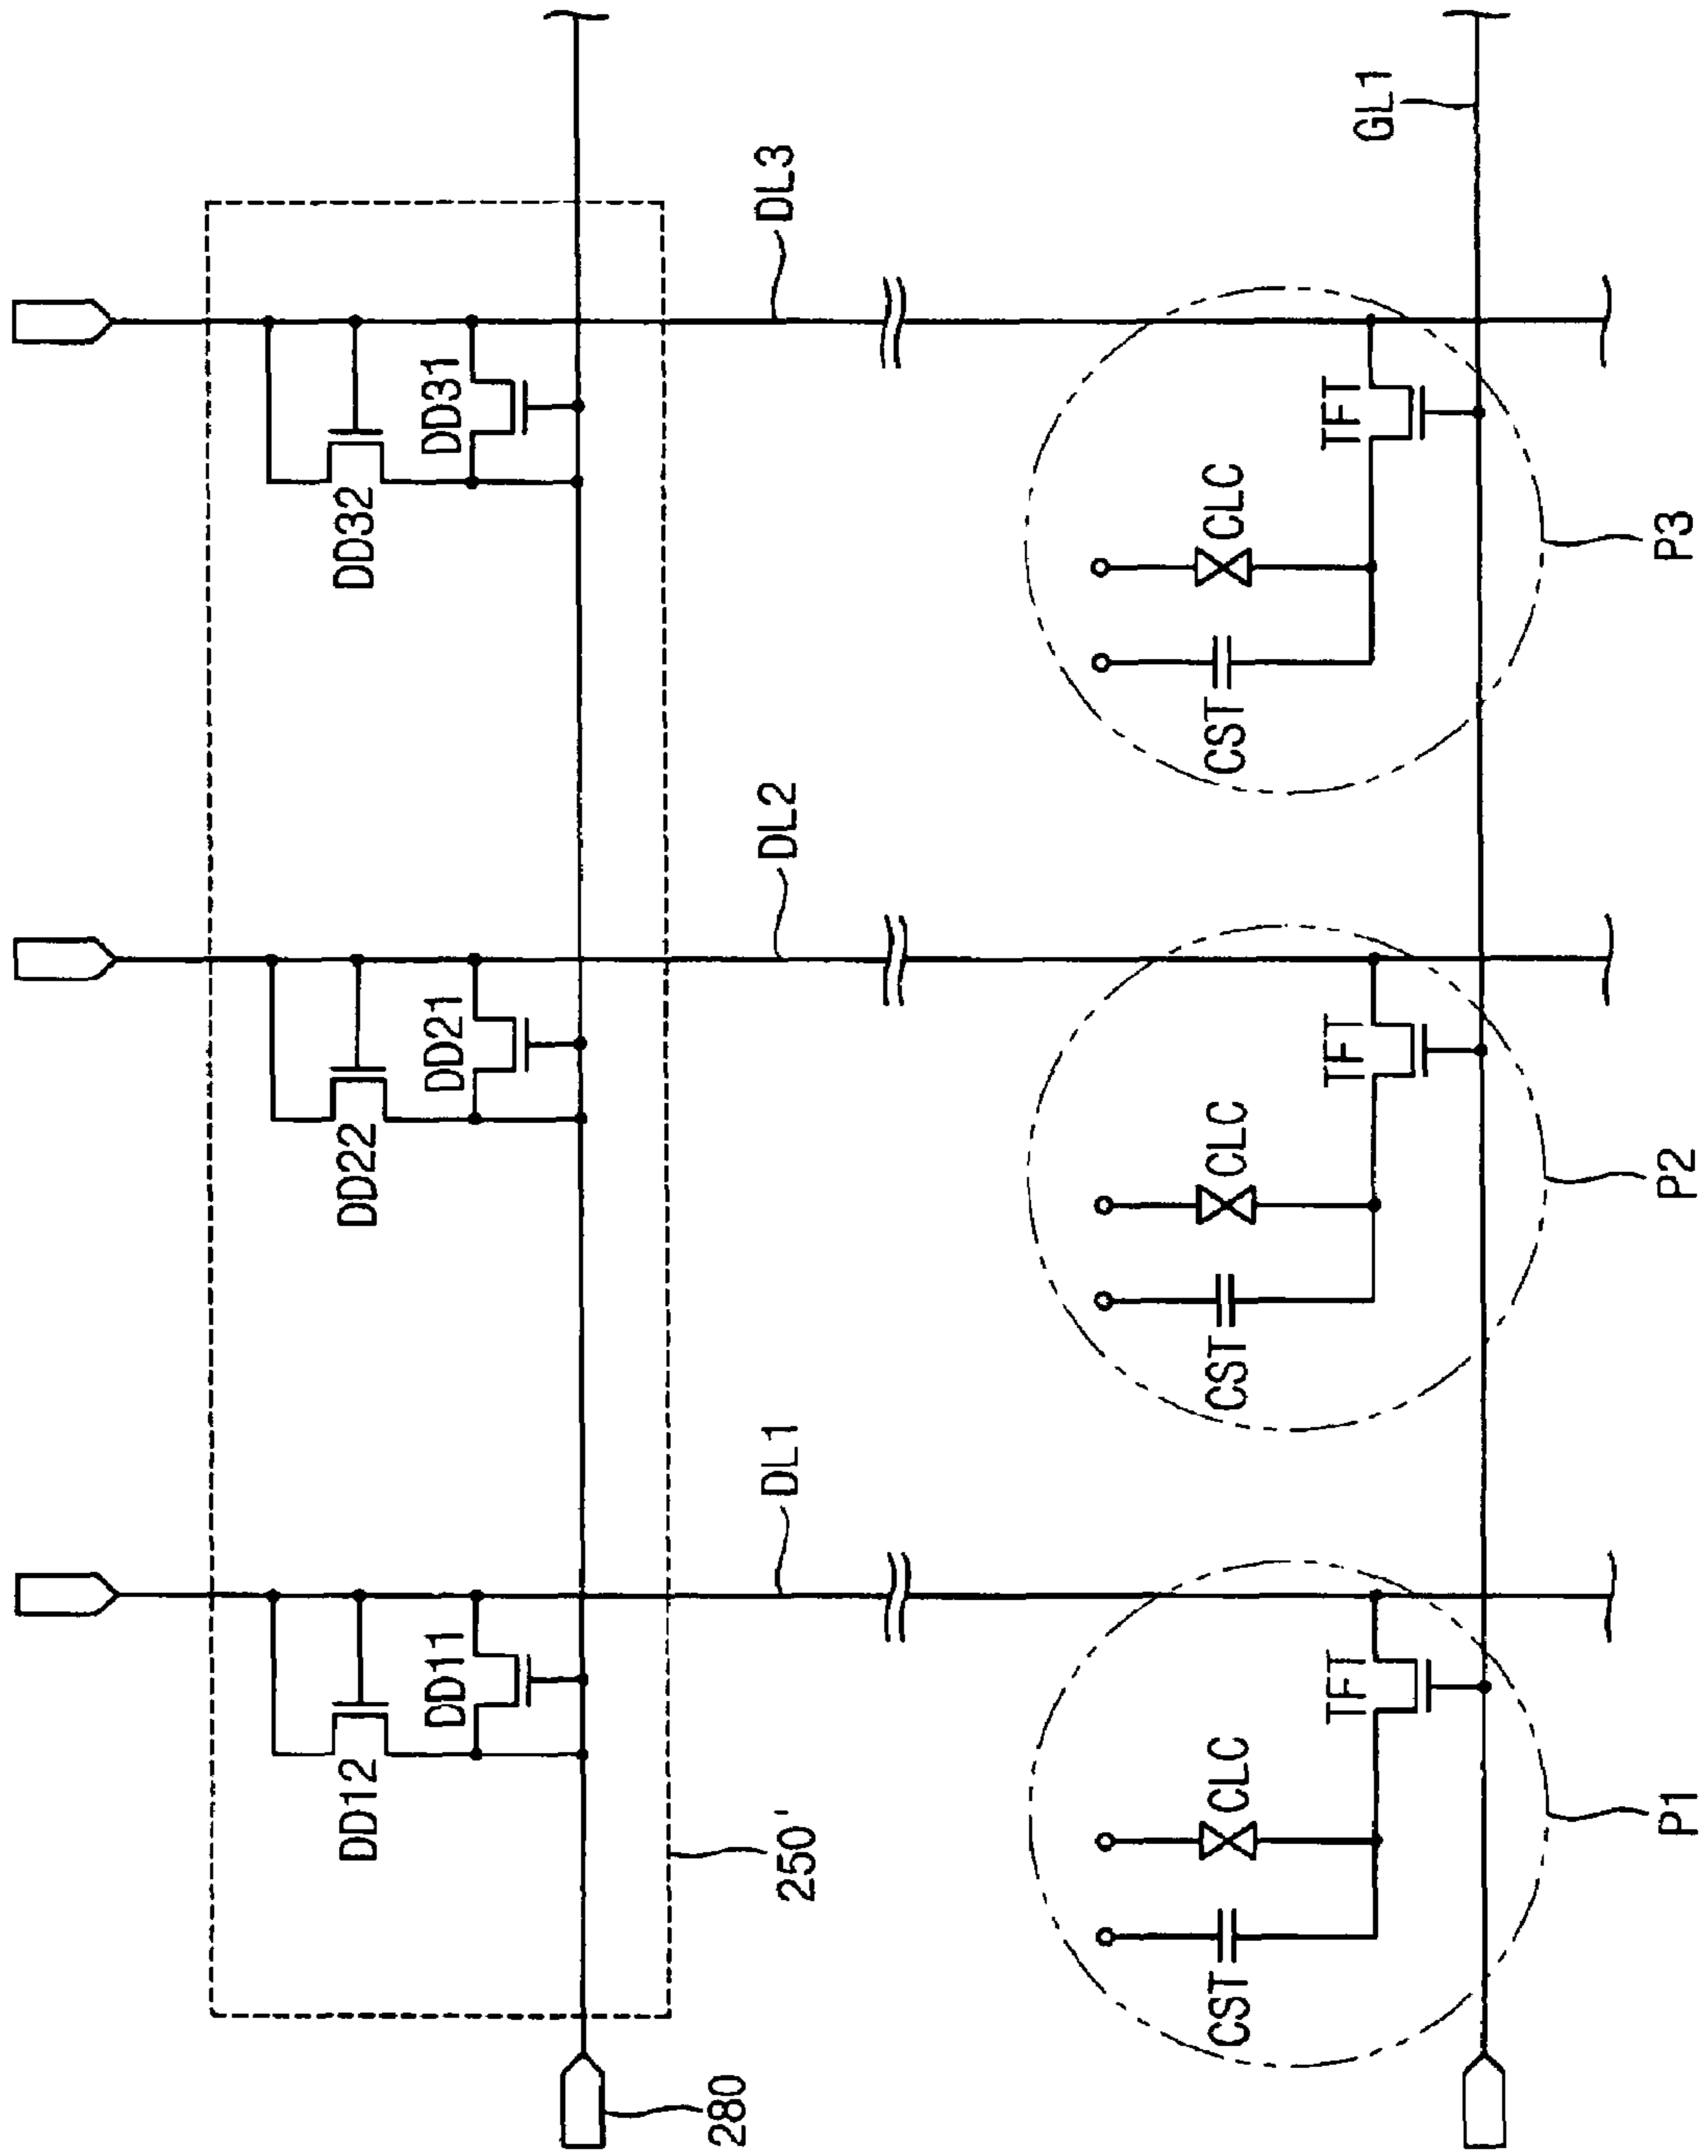 DD12
DD11
DD22
DD21
DD32
DD31
250'
280
DL1
DL2
DL3
CST
CLC
TFT
CST
CLC
TFT
CST
CLC
TFT
GL1
P1
P2
P3